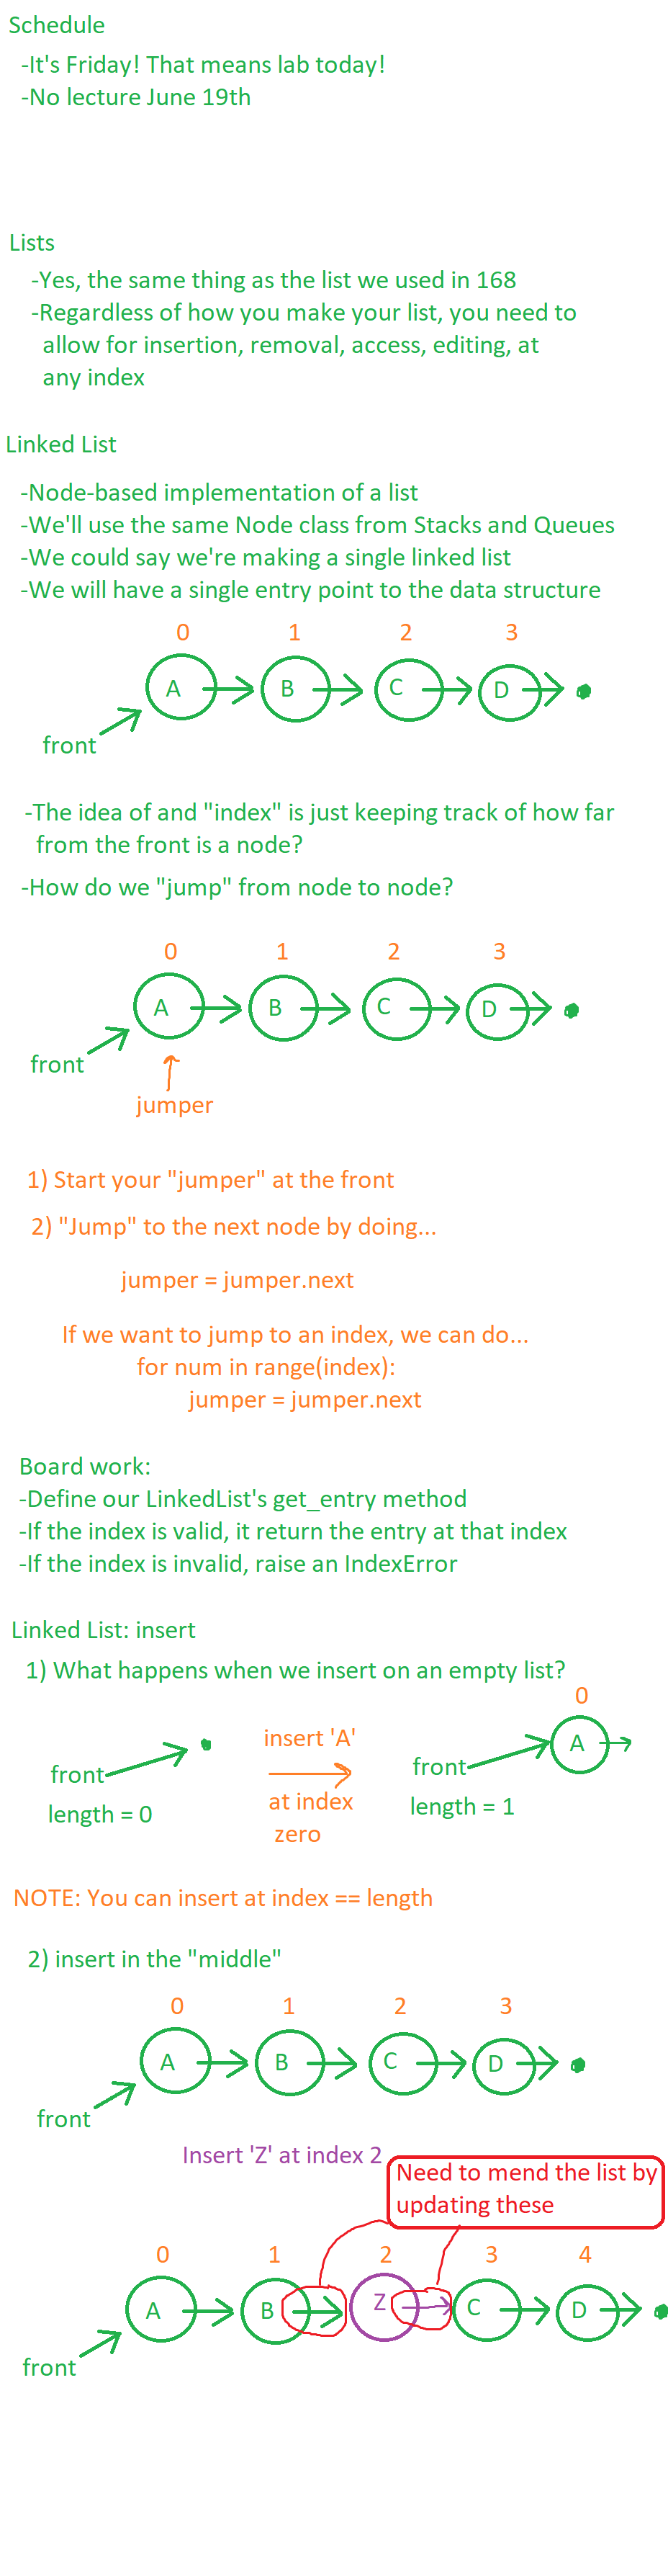 Schedule
-It's Friday! That means lab today!
-No lecture June 19th
Lists
-Yes, the same thing as the list we used in 168
-Regardless of how you make your list, you need to
allow for insertion, removal, access, editing, at
any index
Linked List
-Node-based implementation of a list
-We'll use the same Node class from Stacks and Queues
-We could say we're making a single linked list
-We will have a single entry point to the data structure
0 1 2 3
A B C D
front
-The idea of and "index" is just keeping track of how far
from the front is a node?
-How do we "jump" from node to node?
0 1 2 3
A B C D
front
jumper
1) Start your "jumper" at the front
2) "Jump" to the next node by doing...
jumper = jumper.next
If we want to jump to an index, we can do...
for num in range(index):
jumper = jumper.next
Board work:
-Define our LinkedList's get_entry method
-If the index is valid, it return the entry at that index
-If the index is invalid, raise an IndexError
Linked List: insert
1) What happens when we insert on an empty list?
0
insert 'A' A
front front
at index length = 1
length = 0
zero
NOTE: You can insert at index == length
2) insert in the "middle"
0 1 2 3
A B C D
front
Insert 'Z' at index 2
Need to mend the list by
updating these
0 1 2 3 4
A B Z C D
front